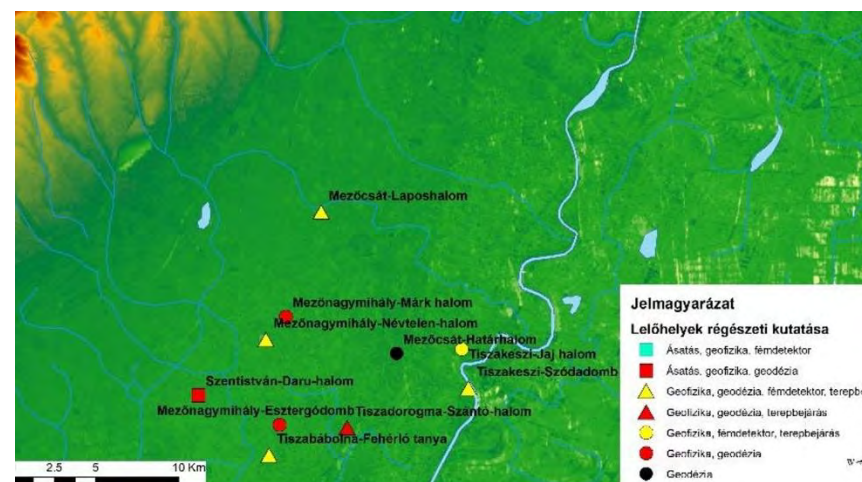 Mezőcsát-Laposhalom
Mezőnagymihály-Márk halom
Mezőnagymihály-Névtelen-halom
Mezőcsát-Határhalom
Tiszakeszi-Jaj halom
Tiszakeszi-Szódadomb
Szentistván-Daru-halom
Mezőnagymihály-Esztergődomb
Tiszadorogma-Szántó-halom
Tiszabábolna-Fehérló tanya
2.5 5 10 Km
Jelmagyarázat
Lelőhelyek régészeti kutatása
Ásatás, geofizika, fémdetektor
Ásatás, geofizika, geodézia
Geofizika, geodézia, fémdetektor, terepbe
Geofizika, geodézia, terepbejárás
Geofizika, fémdetektor, terepbejárás
Geofizika, geodézia
Geodézia
W